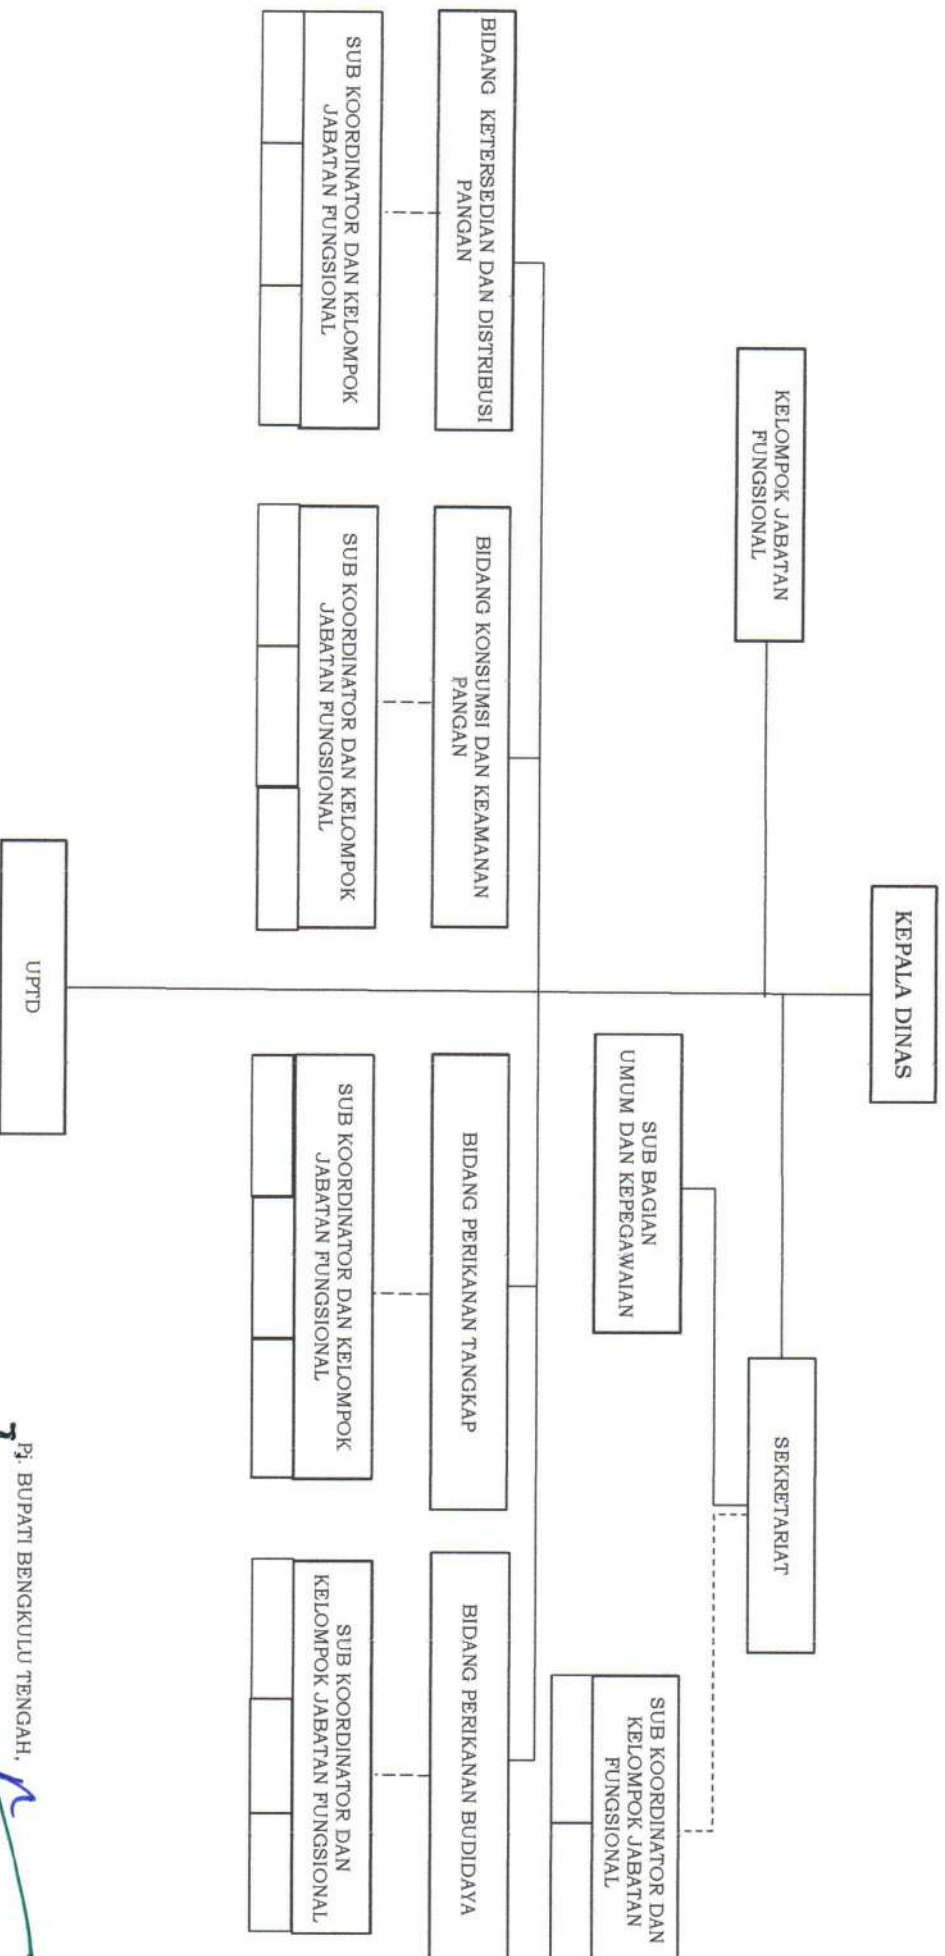 KEPALA DINAS
KELOMPOK JABATAN
FUNGSIONAL
SEKRETARIAT
SUB BAGIAN
UMUM DAN KEPEGAWAIAN
SUB KOORDINATOR DAN
KELOMPOK JABATAN
FUNGSIONAL
BIDANG KETERSEDIAN DAN DISTRIBUSI
PANGAN
BIDANG KONSUMSI DAN KEAMANAN
PANGAN
BIDANG PERIKANAN TANGKAP
BIDANG PERIKANAN BUDIDAYA
SUB KOORDINATOR DAN KELOMPOK
JABATAN FUNGSIONAL
SUB KOORDINATOR DAN KELOMPOK
JABATAN FUNGSIONAL
SUB KOORDINATOR DAN KELOMPOK
JABATAN FUNGSIONAL
SUB KOORDINATOR DAN
KELOMPOK JABATAN FUNGSIONAL
UPTD
Pj. BUPATI BENGKULU TENGAH,